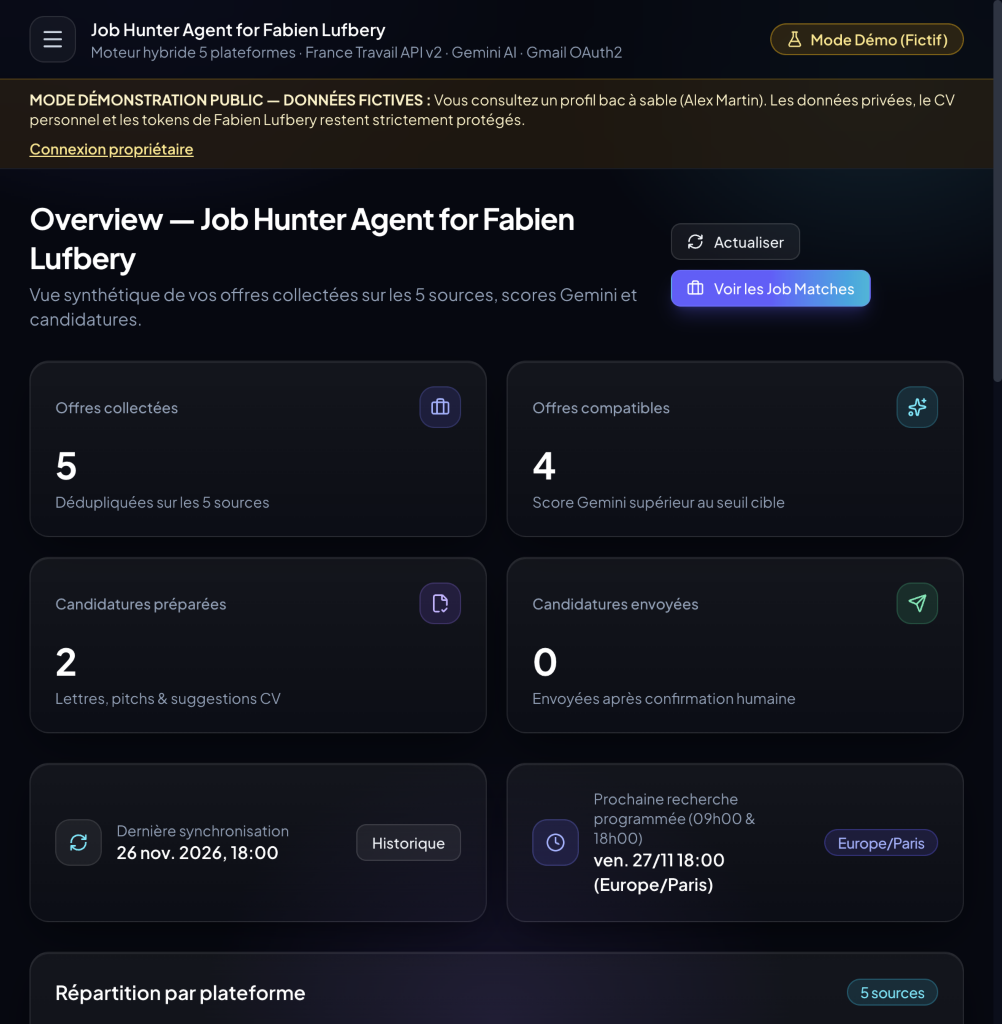 Job Hunter Agent for Fabien Lufbery
Moteur hybride 5 plateformes · France Travail API v2 · Gemini AI · Gmail OAuth2
Mode Démo (Fictif)
MODE DÉMONSTRATION PUBLIC — DONNÉES FICTIVES : Vous consultez un profil bac à sable (Alex Martin). Les données privées, le CV
personnel et les tokens de Fabien Lufbery restent strictement protégés.
Connexion propriétaire
Overview — Job Hunter Agent for Fabien
Lufbery
Vue synthétique de vos offres collectées sur les 5 sources, scores Gemini et
candidatures.
Actualiser
Voir les Job Matches
Offres collectées
5
Dédupliquées sur les 5 sources
Offres compatibles
4
Score Gemini supérieur au seuil cible
Candidatures préparées
2
Lettres, pitchs & suggestions CV
Candidatures envoyées
0
Envoyées après confirmation humaine
Dernière synchronisation
26 nov. 2026, 18:00
Historique
Prochaine recherche
programmée (09h00 &
18h00)
ven. 27/11 18:00
(Europe/Paris)
Europe/Paris
Répartition par plateforme
5 sources